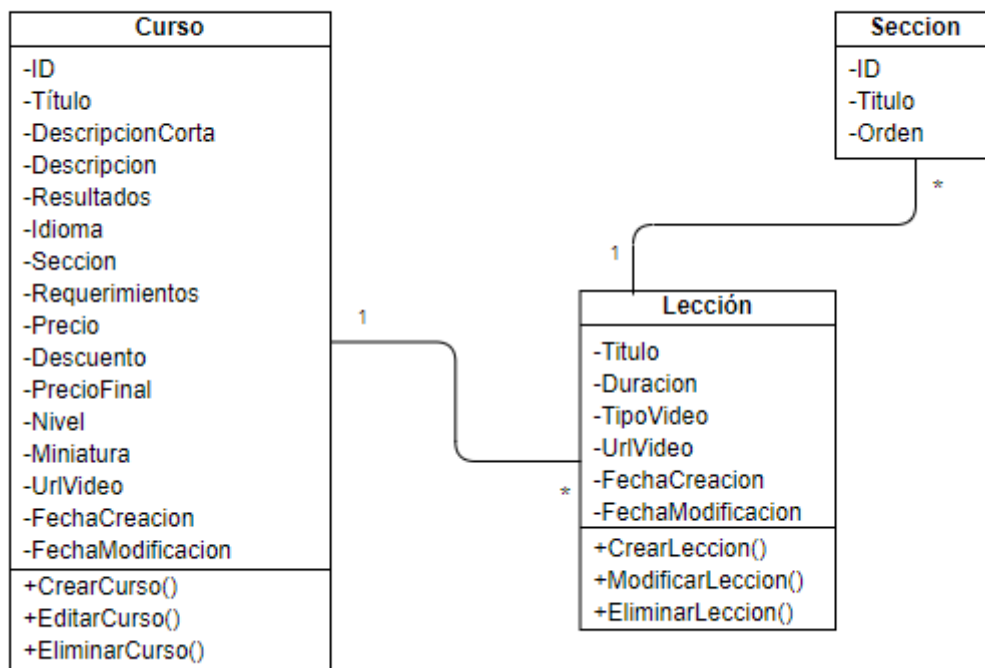 Curso
-ID
-Título
-DescripcionCorta
-Descripcion
-Resultados
-Idioma
-Seccion
-Requerimientos
-Precio
-Descuento
-PrecioFinal
-Nivel
-Miniatura
-UrlVideo
-FechaCreacion
-FechaModificacion
+CrearCurso()
+EditarCurso()
+EliminarCurso()
1
*
Seccion
-ID
-Titulo
-Orden
*
1
Lección
-Titulo
-Duracion
-TipoVideo
-UrlVideo
-FechaCreacion
-FechaModificacion
+CrearLeccion()
+ModificarLeccion()
+EliminarLeccion()